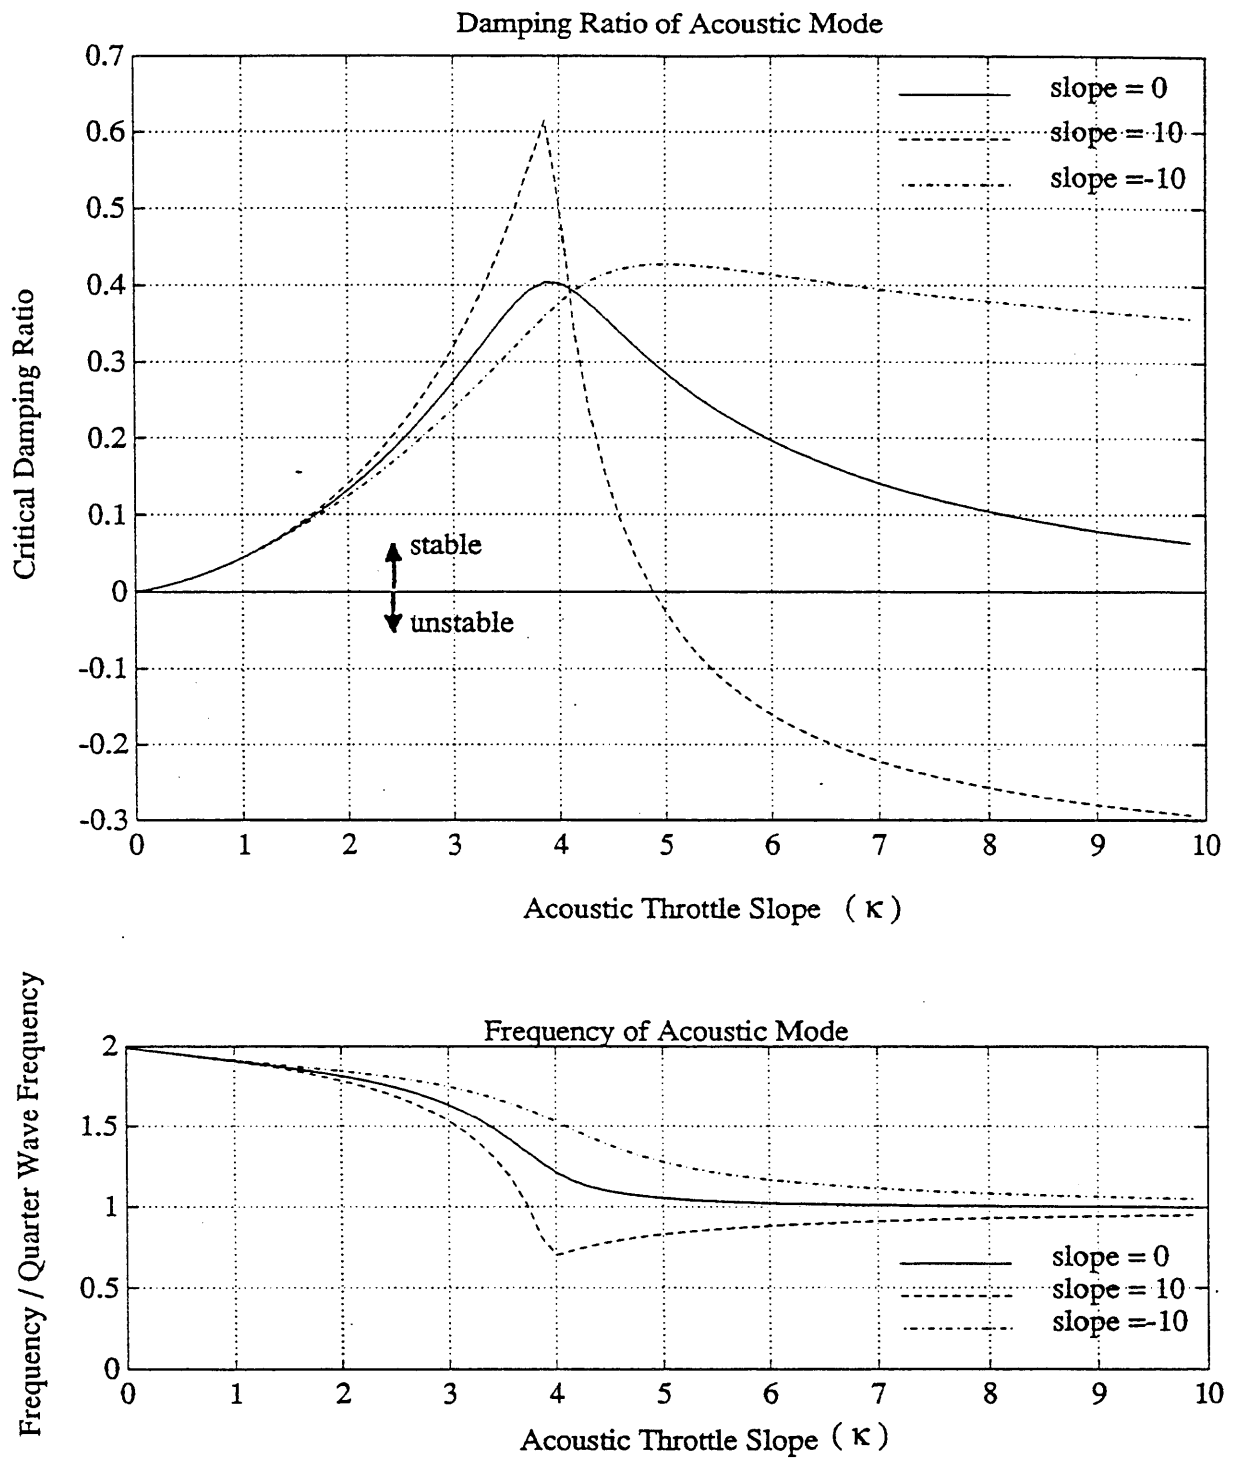 Damping Ratio of Acoustic Mode
0.7
0.6
0.5
0.4
0.3
0.2
0.1
0
-0.1
-0.2
-0.3
Critical Damping Ratio
slope = 0
slope = 10
slope =-10
stable
unstable
0 1 2 3 4 5 6 7 8 9 10
Acoustic Throttle Slope (κ)
Frequency of Acoustic Mode
2
1.5
1
0.5
0
Frequency / Quarter Wave Frequency
slope = 0
slope = 10
slope =-10
0 1 2 3 4 5 6 7 8 9 10
Acoustic Throttle Slope (κ)